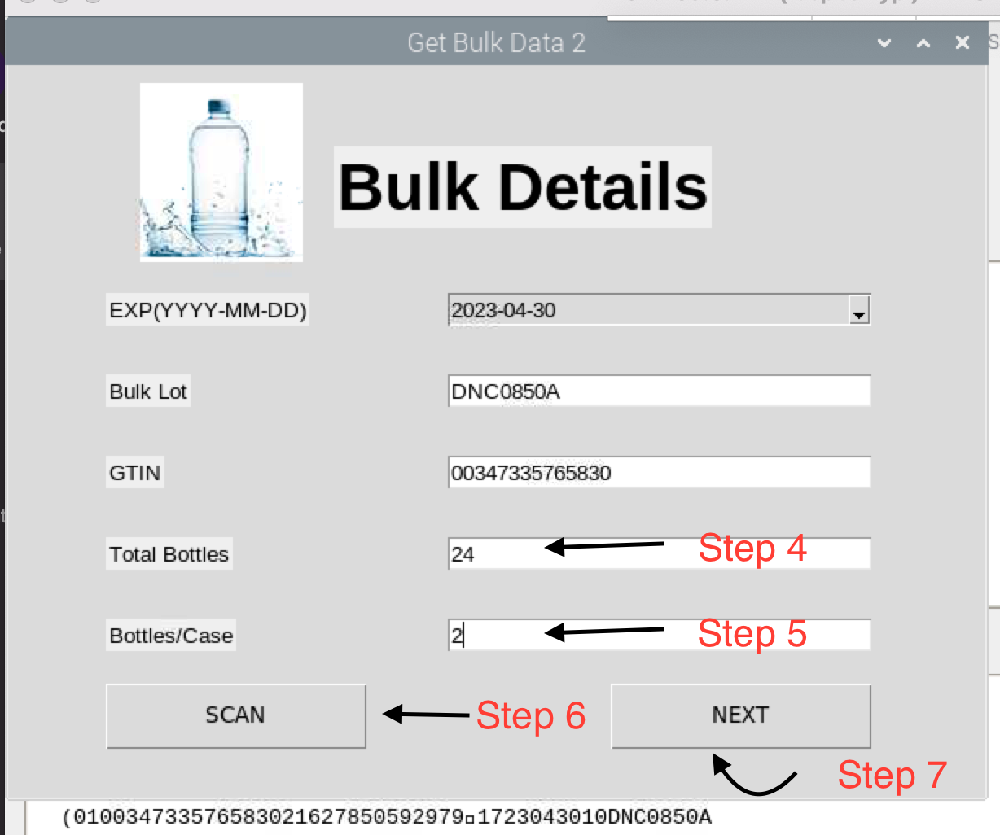 Get Bulk Data 2
Bulk Details
EXP(YYYY-MM-DD) 2023-04-30
Bulk Lot DNC0850A
GTIN 00347335765830
Total Bottles 24 Step 4
Bottles/Case 2 Step 5
SCAN Step 6 NEXT
Step 7
(010034733576583021627850592979▯1723043010DNC0850A